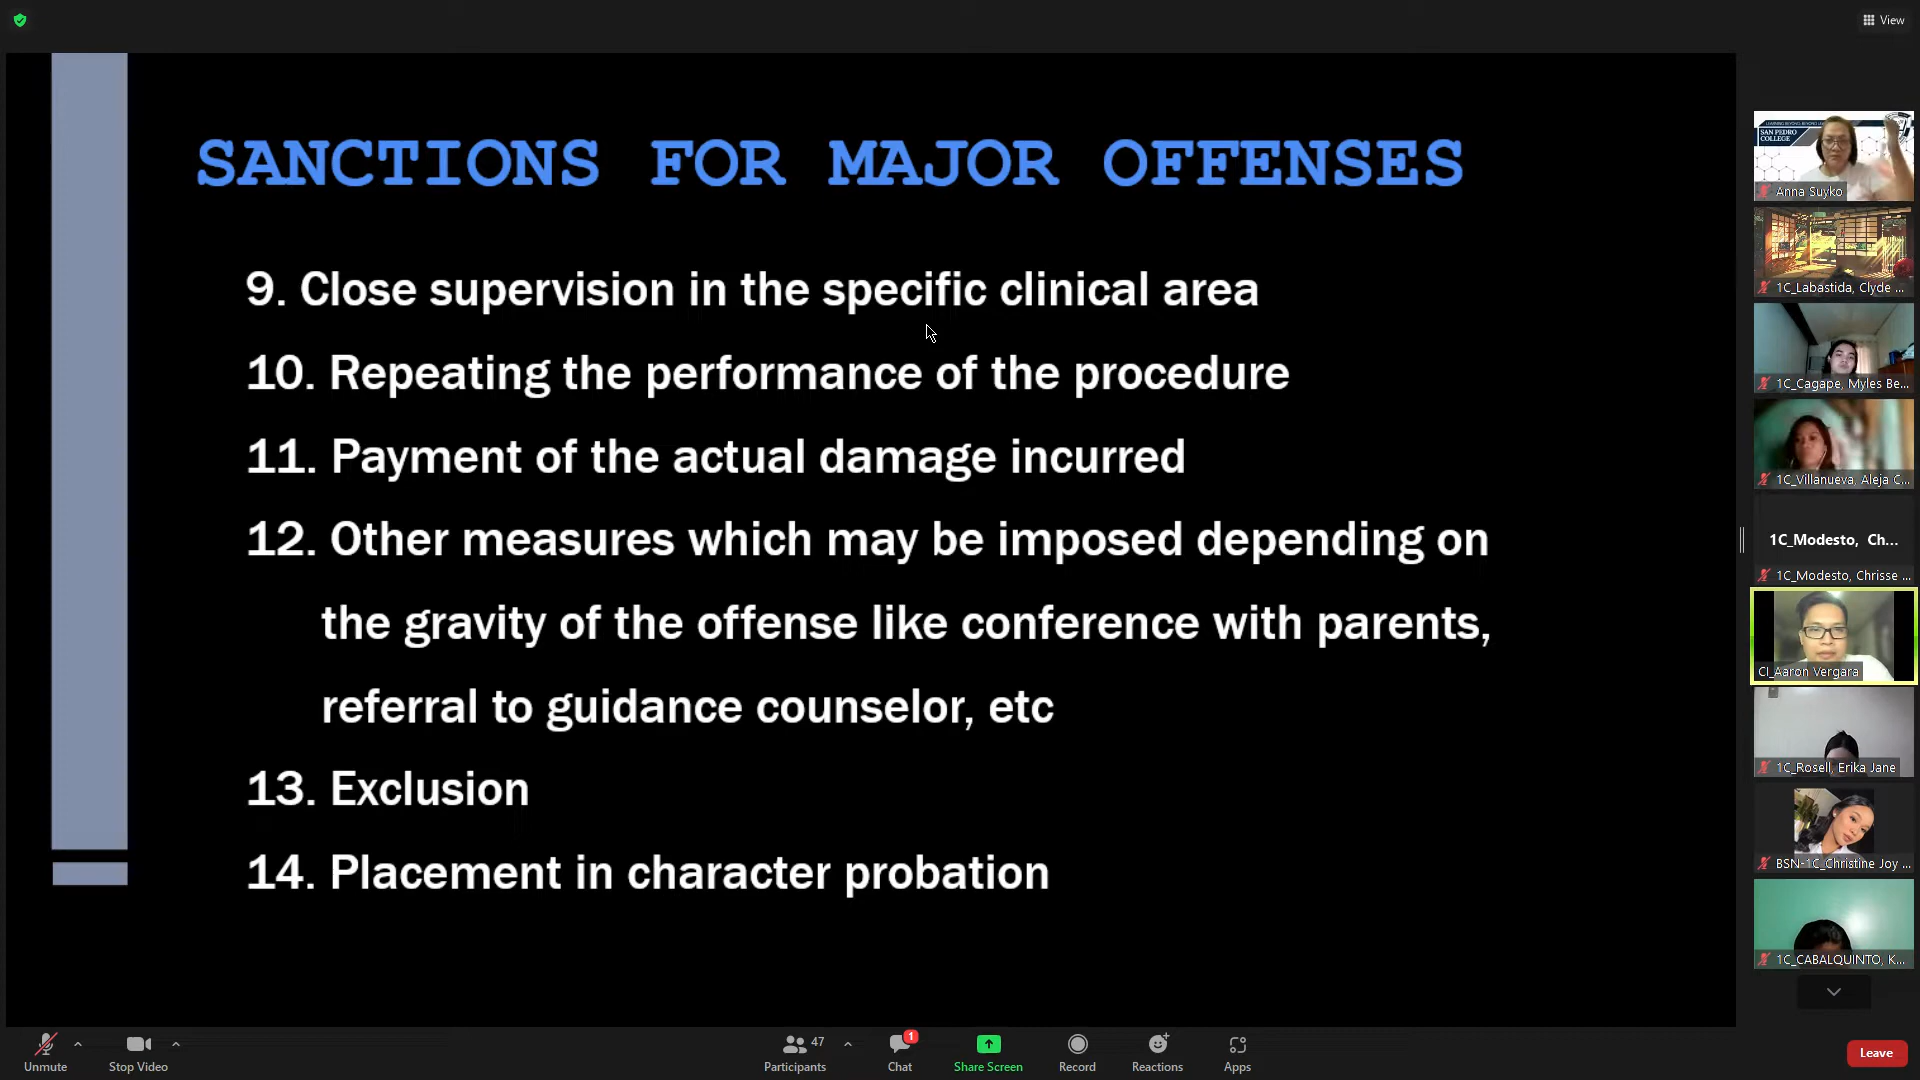 View
SANCTIONS FOR MAJOR OFFENSES
9. Close supervision in the specific clinical area
10. Repeating the performance of the procedure
11. Payment of the actual damage incurred
12. Other measures which may be imposed depending on
the gravity of the offense like conference with parents,
referral to guidance counselor, etc
13. Exclusion
14. Placement in character probation
SAN PEDRO
COLLEGE
Anna Suyko
1C_Labastida, Clyde ...
1C_Cagape, Myles Be...
1C_Villanueva, Aleja C...
1C_Modesto, Ch...
1C_Modesto, Chrisse ...
CI_Aaron Vergara
1C_Rosell, Erika Jane
BSN-1C_Christine Joy ...
1C_CABALQUINTO, K...
Unmute
Stop Video
47
Participants
1
Chat
Share Screen
Record
Reactions
Apps
Leave